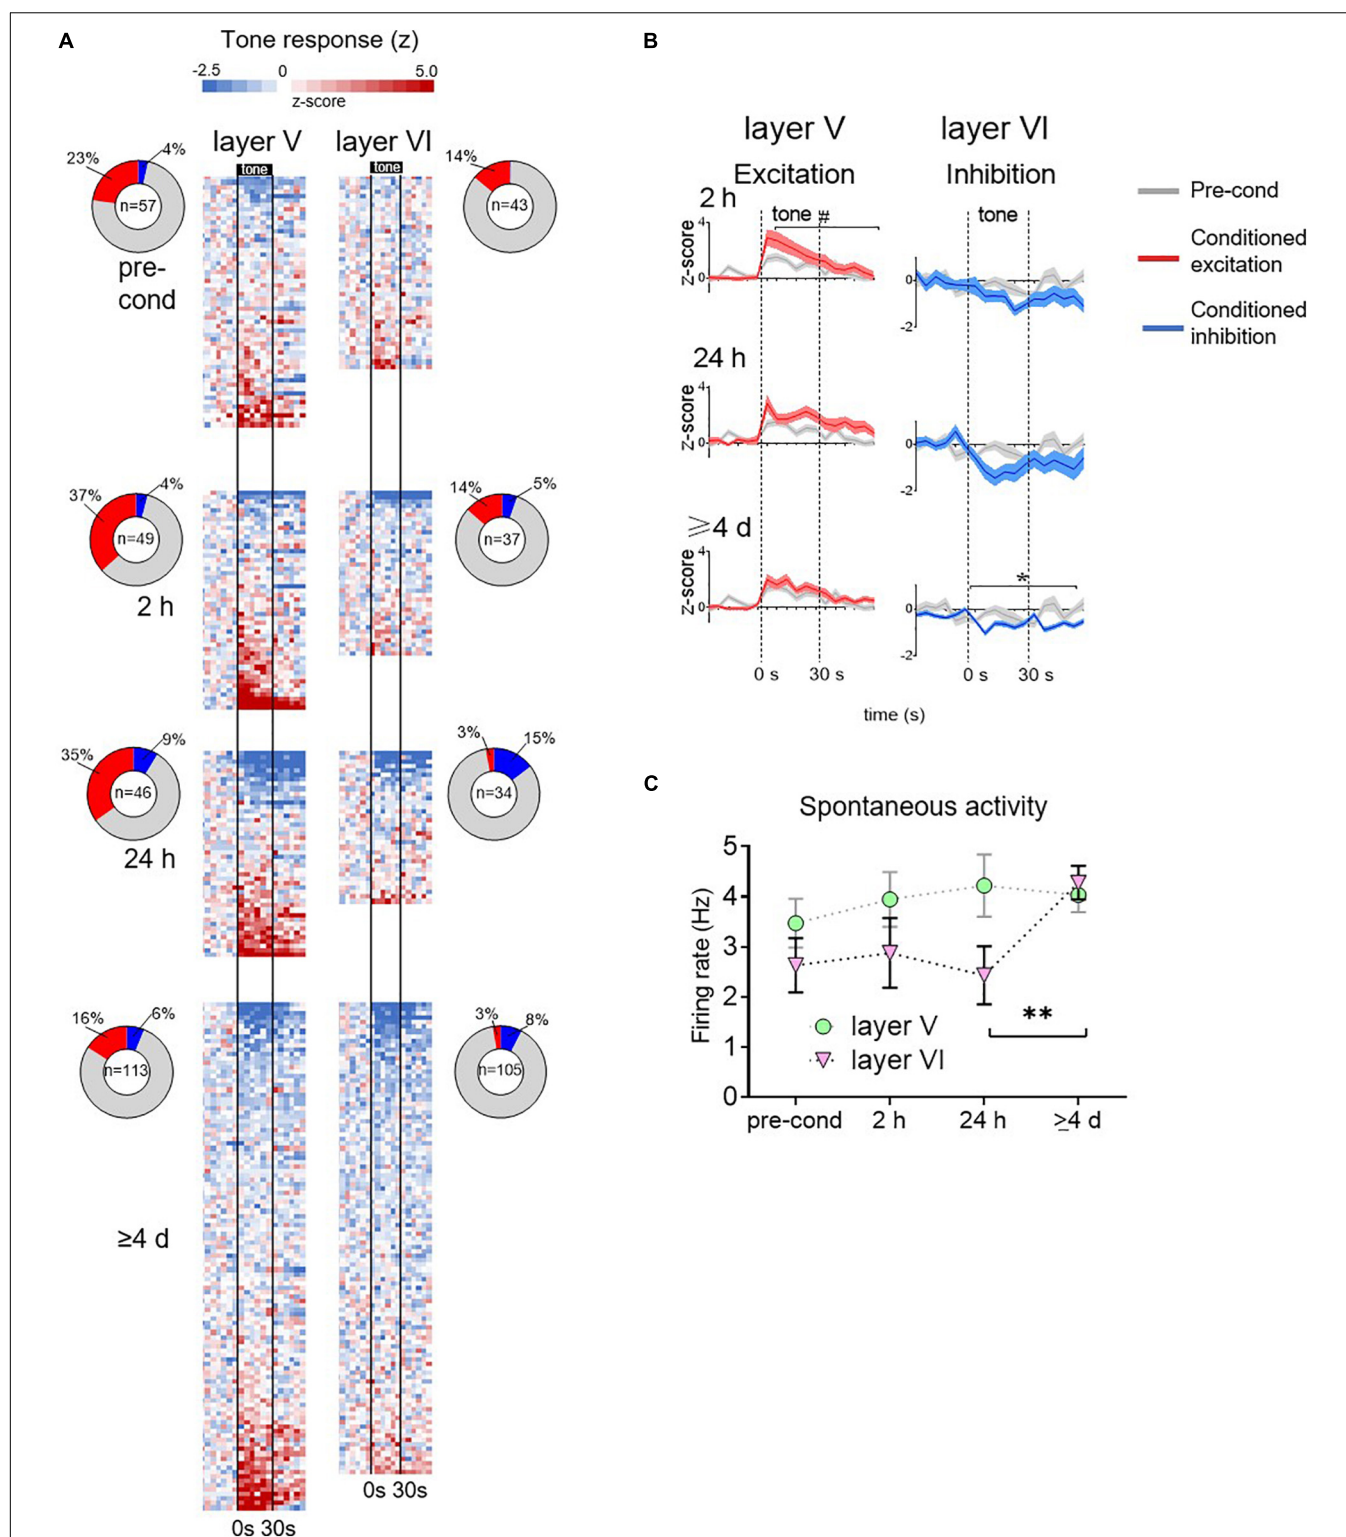 A
Tone response (z)
-2.5 0 5.0
z-score
layer V layer VI
tone tone
23% 4% 14%
n=57 n=43
pre-
cond
37% 4% 14% 5%
n=49 n=37
2 h
35% 9% 3% 15%
n=46 n=34
24 h
16% 6% 3% 8%
n=113 n=105
≥4 d
0s 30s
0s 30s
B
layer V layer VI
Excitation Inhibition
2 h
tone # tone
4
z-score
0
0
-2
24 h
4
z-score
0
0
-2
≥4 d
4
z-score
0
*
0
-2
0 s 30 s 0 s 30 s
time (s)
Pre-cond
Conditioned
excitation
Conditioned
inhibition
C
Spontaneous activity
Firing rate (Hz)
5
4
3
2
1
0
layer V
layer VI
**
pre-cond 2 h 24 h ≥4 d